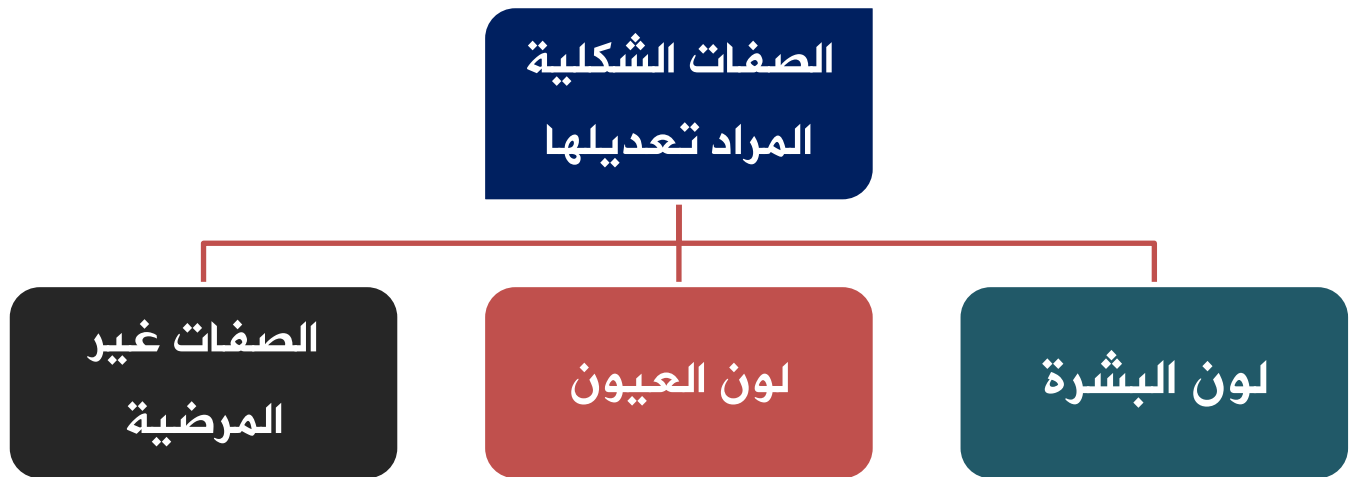 الصفات الشكلية
المراد تعديلها
لون البشرة
لون العيون
الصفات غير
المرضية